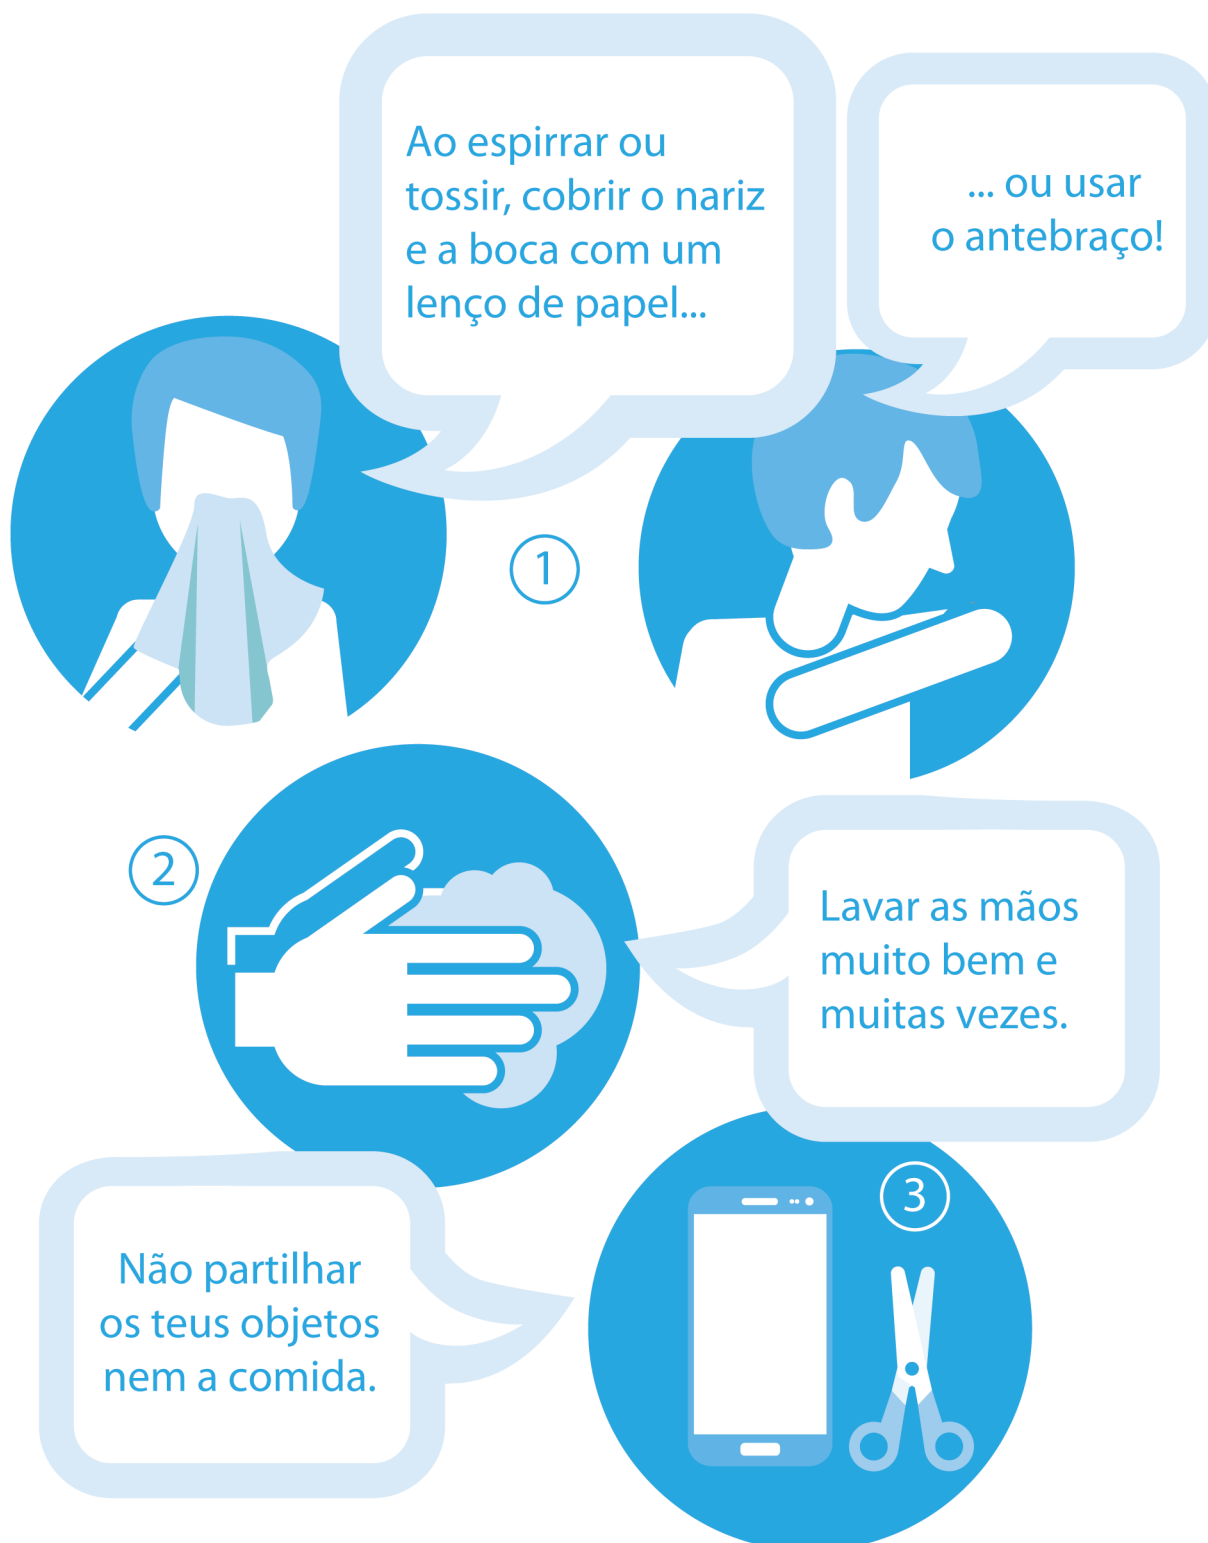 Ao espirrar ou
tossir, cobrir o nariz
e a boca com um
lenço de papel...
... ou usar
o antebraço!
1
2
Lavar as mãos
muito bem e
muitas vezes.
3
Não partilhar
os teus objetos
nem a comida.